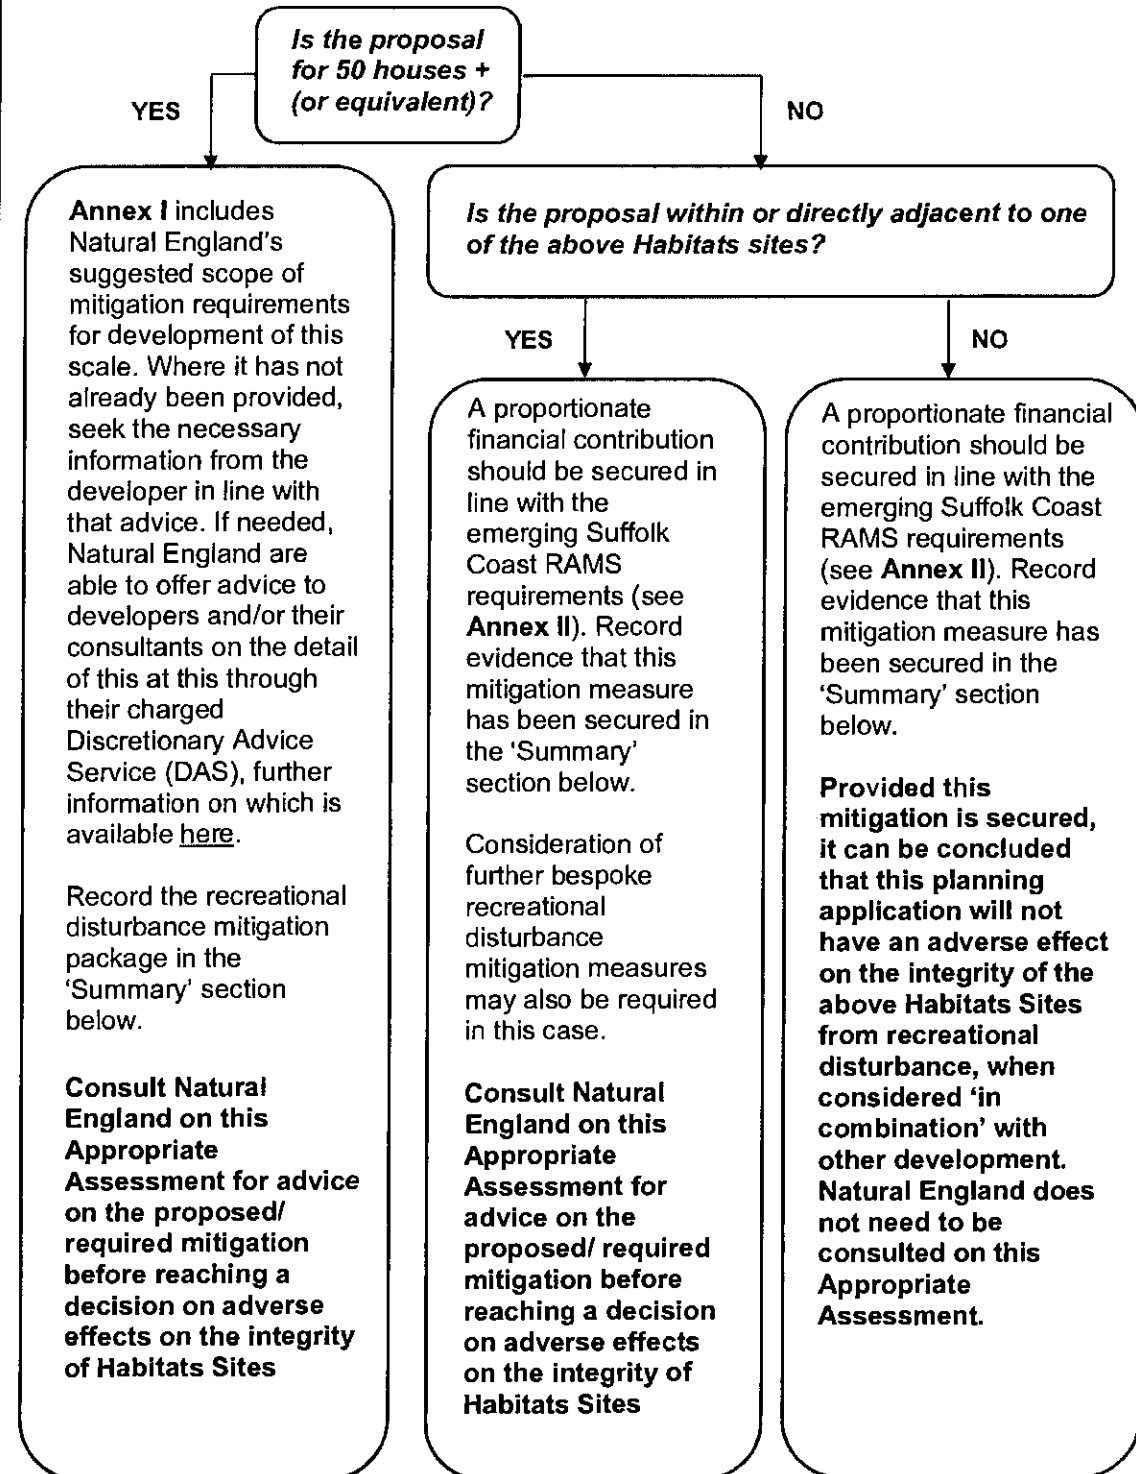 Is the proposal
for 50 houses +
(or equivalent)?
YES
NO
Annex I includes
Natural England's
suggested scope of
mitigation requirements
for development of this
scale. Where it has not
already been provided,
seek the necessary
information from the
developer in line with
that advice. If needed,
Natural England are
able to offer advice to
developers and/or their
consultants on the detail
of this at this through
their charged
Discretionary Advice
Service (DAS), further
information on which is
available here.
Record the recreational
disturbance mitigation
package in the
'Summary' section
below.
Consult Natural
England on this
Appropriate
Assessment for advice
on the proposed/
required mitigation
before reaching a
decision on adverse
effects on the integrity
of Habitats Sites
Is the proposal within or directly adjacent to one
of the above Habitats sites?
YES
NO
A proportionate
financial contribution
should be secured in
line with the
emerging Suffolk
Coast RAMS
requirements (see
Annex II). Record
evidence that this
mitigation measure
has been secured in
the 'Summary'
section below.
Consideration of
further bespoke
recreational
disturbance
mitigation measures
may also be required
in this case.
Consult Natural
England on this
Appropriate
Assessment for
advice on the
proposed/ required
mitigation before
reaching a decision
on adverse effects
on the integrity of
Habitats Sites
A proportionate financial
contribution should be
secured in line with the
emerging Suffolk Coast
RAMS requirements
(see Annex II). Record
evidence that this
mitigation measure has
been secured in the
'Summary' section
below.
Provided this
mitigation is secured,
it can be concluded
that this planning
application will not
have an adverse effect
on the integrity of the
above Habitats Sites
from recreational
disturbance, when
considered 'in
combination' with
other development.
Natural England does
not need to be
consulted on this
Appropriate
Assessment.